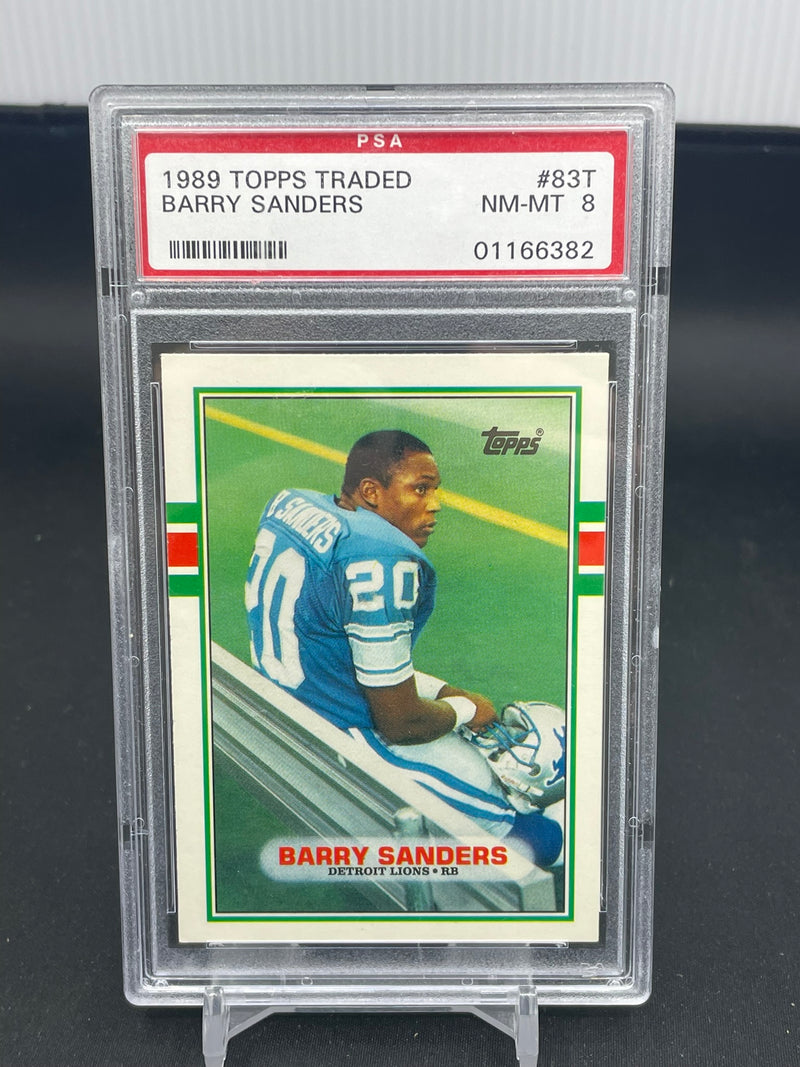 PSA
1989 TOPPS TRADED #83T
BARRY SANDERS NM-MT 8
01166382
Topps®
B. SANDERS
20
20
BARRY SANDERS
DETROIT LIONS • RB